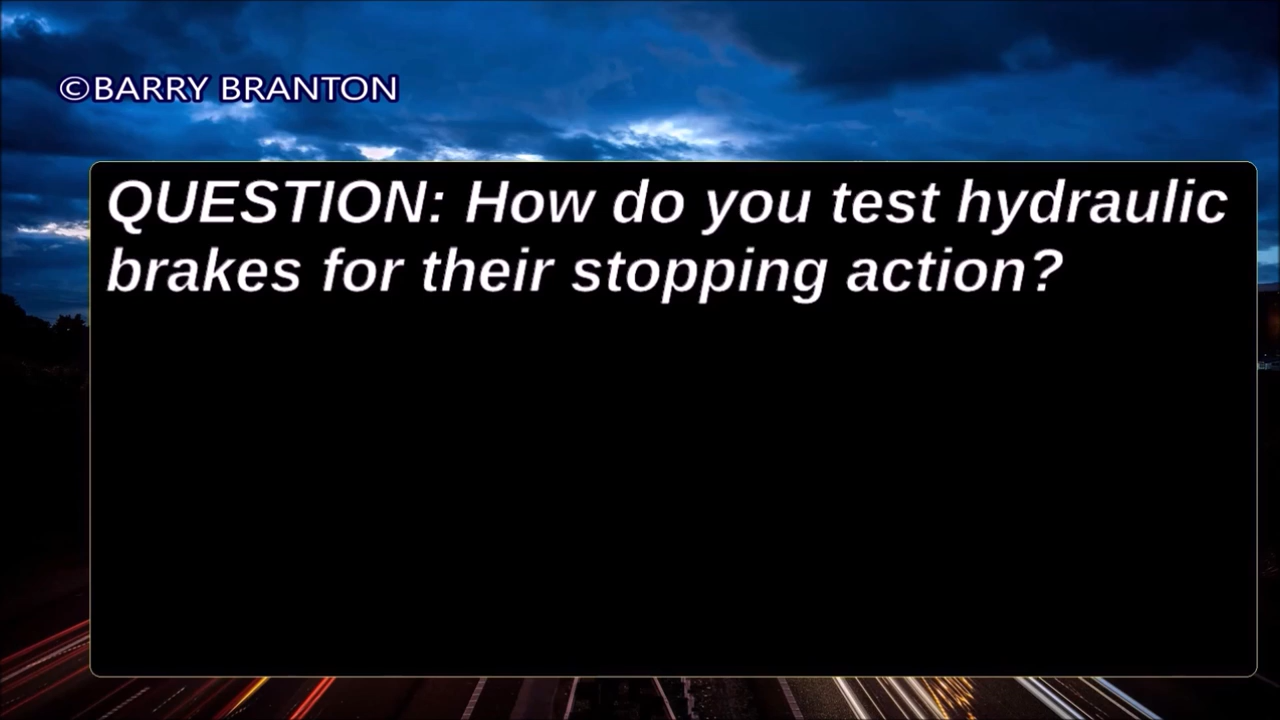 ©BARRY BRANTON
QUESTION: How do you test hydraulic
brakes for their stopping action?